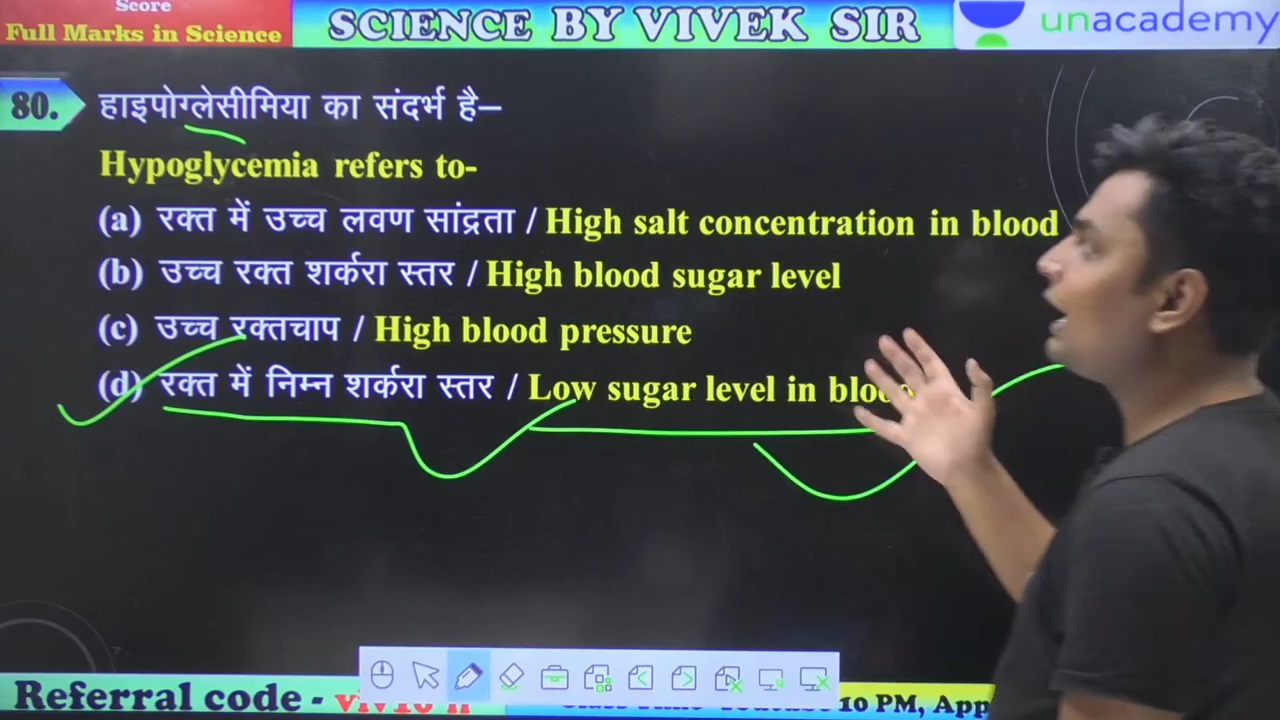 Score
Full Marks in Science
SCIENCE BY VIVEK SIR
unacademy
80. हाइपोग्लेसीमिया का संदर्भ है–
Hypoglycemia refers to-
(a) रक्त में उच्च लवण सांद्रता / High salt concentration in blood
(b) उच्च रक्त शर्करा स्तर / High blood sugar level
(c) उच्च रक्तचाप / High blood pressure
(d) रक्त में निम्न शर्करा स्तर / Low sugar level in
Referral code -
10 PM, App